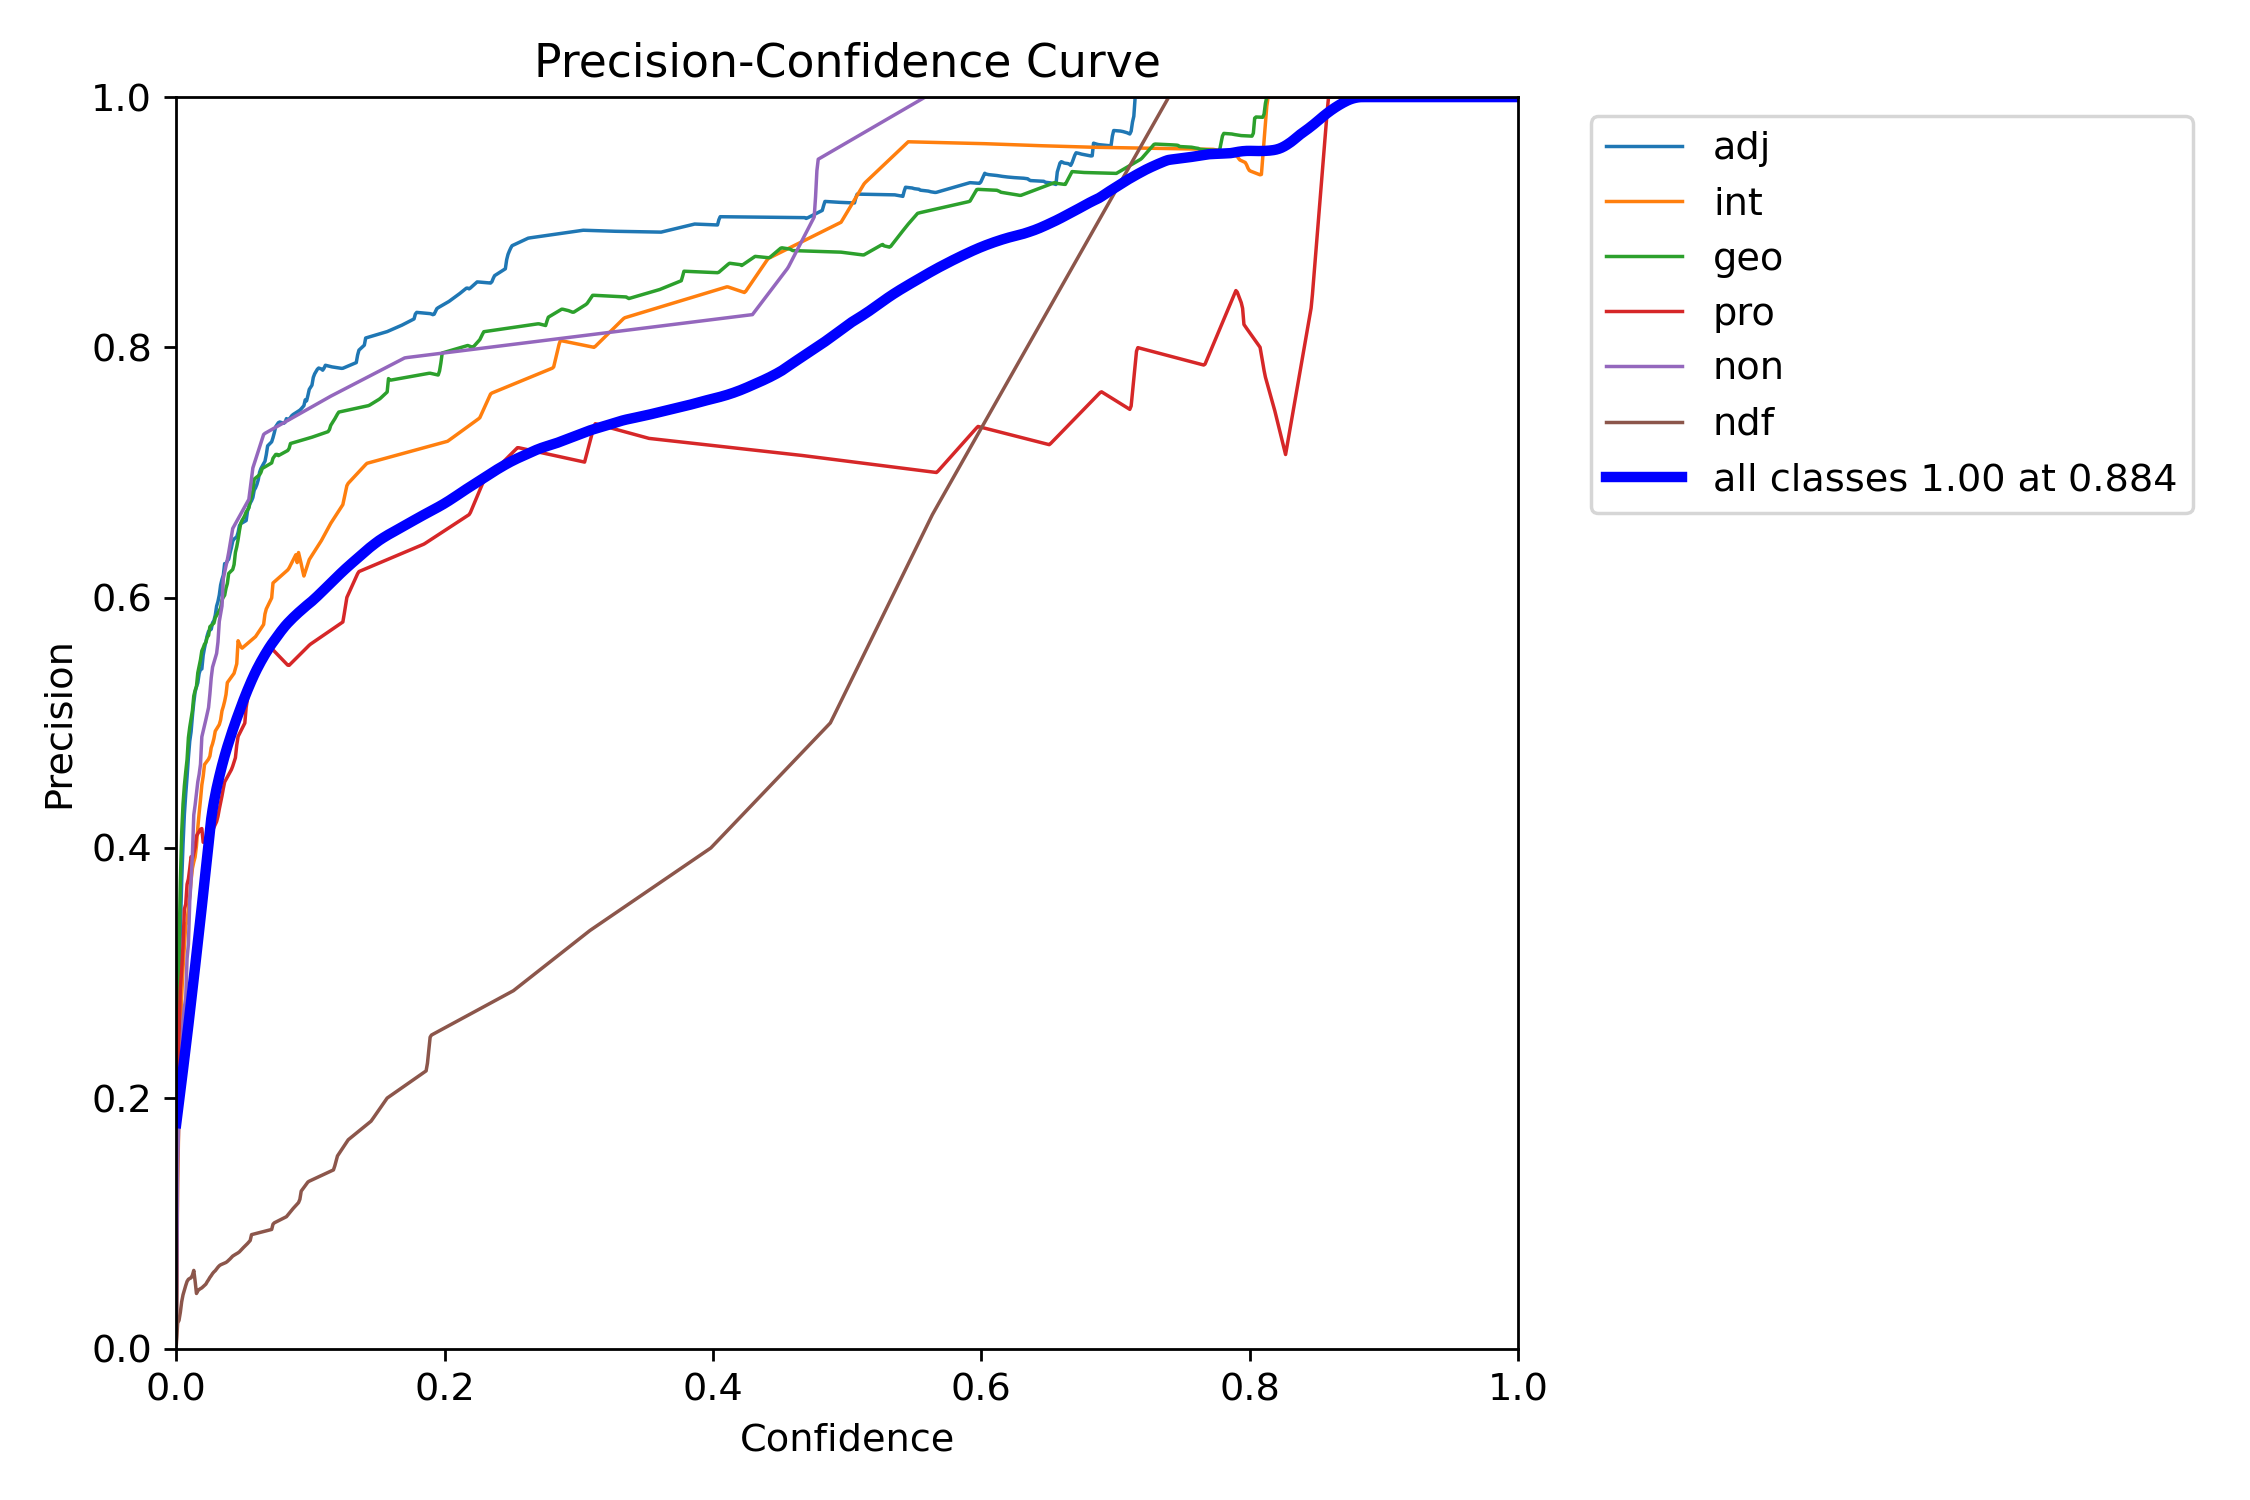 Precision-Confidence Curve
1.0
0.8
0.6
0.4
0.2
0.0
Precision
0.0 0.2 0.4 0.6 0.8 1.0
Confidence
adj
int
geo
pro
non
ndf
all classes 1.00 at 0.884